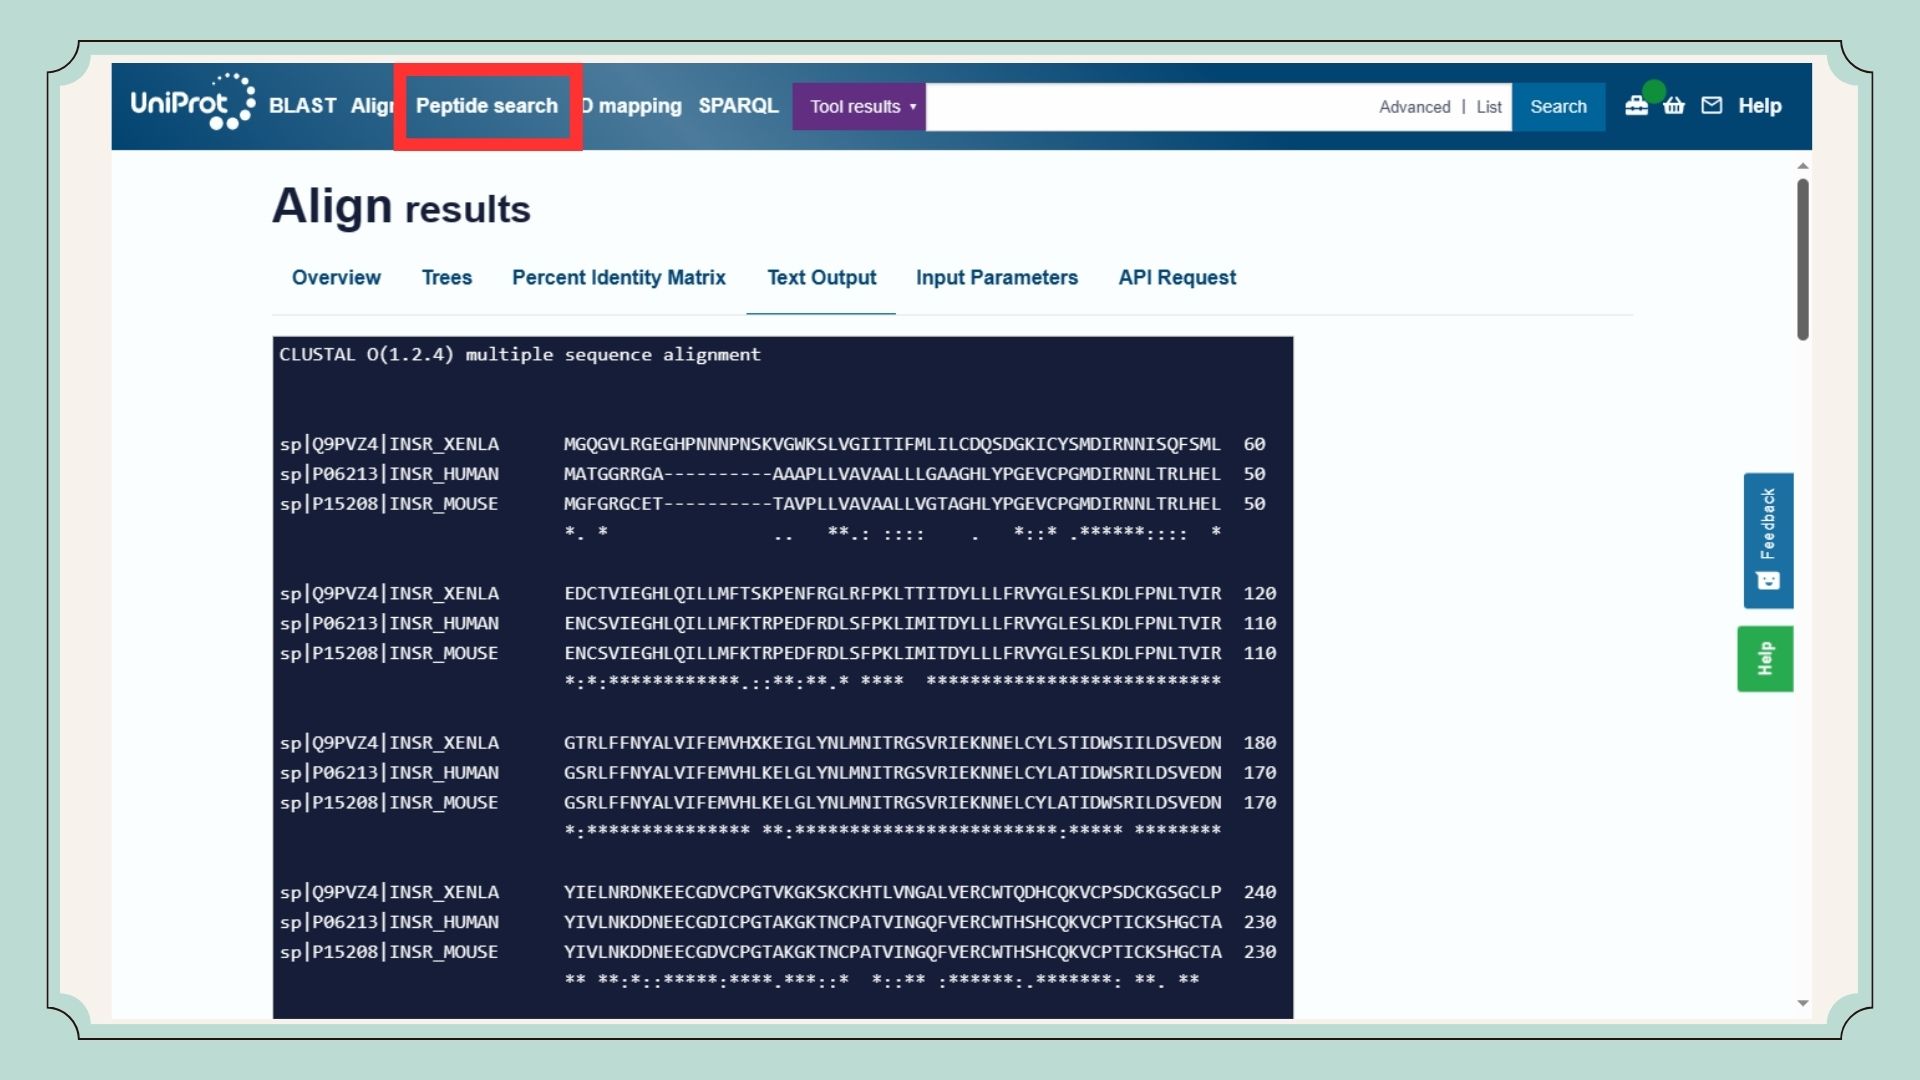 UniProt BLAST Align Peptide search ID mapping SPARQL Tool results Advanced | List Search Help
Align results
Overview Trees Percent Identity Matrix Text Output Input Parameters API Request
CLUSTAL O(1.2.4) multiple sequence alignment
sp|Q9PVZ4|INSR_XENLA MGQGVLRGEGHPNNNPNSKVGWKSLVGIITIFMLILCDQSDGKICYSMDIRNNISQFSML 60
sp|P06213|INSR_HUMAN MATGGRRGA----------AAAPLLVAVAALLLGAAGHLYPGEVCPGMDIRNNLTRLHEL 50
sp|P15208|INSR_MOUSE MGFGRGCET----------TAVPLLVAVAALLVGTAGHLYPGEVCPGMDIRNNLTRLHEL 50
*. * .. **.: :::: . *::* .******:::: *
sp|Q9PVZ4|INSR_XENLA EDCTVIEGHLQILLMFTSKPENFRGLRFPKLTTITDYLLLFRVYGLESLKDLFPNLTVIR 120
sp|P06213|INSR_HUMAN ENCSVIEGHLQILLMFKTRPEDFRDLSFPKLIMITDYLLLFRVYGLESLKDLFPNLTVIR 110
sp|P15208|INSR_MOUSE ENCSVIEGHLQILLMFKTRPEDFRDLSFPKLIMITDYLLLFRVYGLESLKDLFPNLTVIR 110
*:*:************.::**:**.* **** ***************************
sp|Q9PVZ4|INSR_XENLA GTRLFFNYALVIFEMVHXKEIGLYNLMNITRGSVRIEKNNELCYLSTIDWSIILDSVEDN 180
sp|P06213|INSR_HUMAN GSRLFFNYALVIFEMVHLKELGLYNLMNITRGSVRIEKNNELCYLATIDWSRILDSVEDN 170
sp|P15208|INSR_MOUSE GSRLFFNYALVIFEMVHLKELGLYNLMNITRGSVRIEKNNELCYLATIDWSRILDSVEDN 170
*:*************** **:************************:***** ********
sp|Q9PVZ4|INSR_XENLA YIELNRDNKEECGDVCPGTVKGKSKCKHTLVNGALVERCWTQDHCQKVCPSDCKGSGCLP 240
sp|P06213|INSR_HUMAN YIVLNKDDNEECGDICPGTAKGKTNCPATVINGQFVERCWTHSHCQKVCPTICKSHGCTA 230
sp|P15208|INSR_MOUSE YIVLNKDDNEECGDVCPGTAKGKTNCPATVINGQFVERCWTHSHCQKVCPTICKSHGCTA 230
** **:*::*****:****.***::* *::** :******:.*******: **. **
Feedback
Help